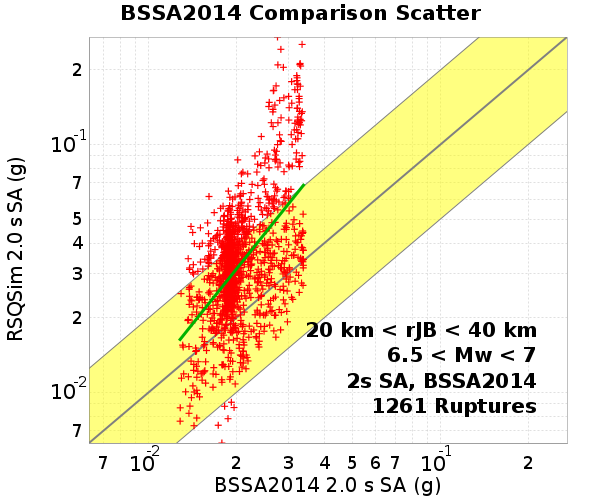 BSSA2014 Comparison Scatter
RSQSim 2.0 s SA (g)
2
10-1
7
5
4
3
2
10-2
7
20 km < rJB < 40 km
6.5 < Mw < 7
2s SA, BSSA2014
1261 Ruptures
7 10-2 2 3 4 5 6 7 10-1 2
BSSA2014 2.0 s SA (g)